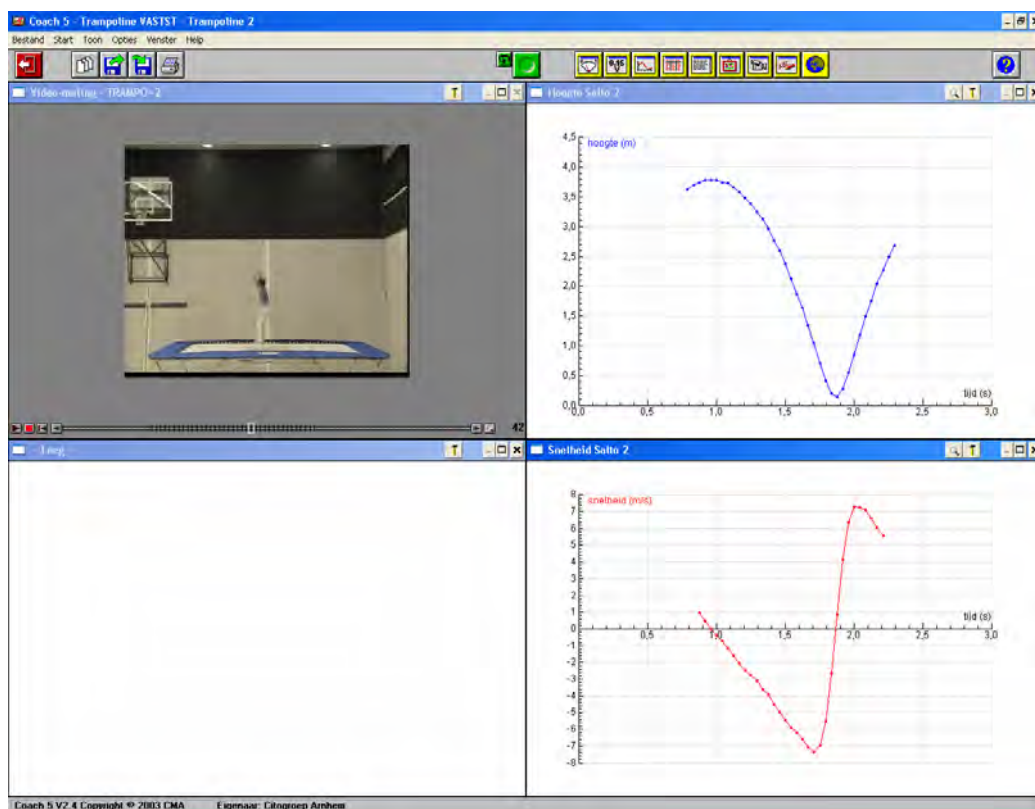 Coach 5 - Trampoline VASTST - Trampoline 2
Bestand Start Toon Opties Venster Help
Video-meting - TRAMPO~2
42
Hoogte Salto 2
hoogte (m)
4,5
4,0
3,5
3,0
2,5
2,0
1,5
1,0
0,5
0,0
0,0 0,5 1,0 1,5 2,0 2,5 3,0
tijd (s)
- Leeg -
Snelheid Salto 2
snelheid (m/s)
8
7
6
5
4
3
2
1
0
-1
-2
-3
-4
-5
-6
-7
-8
0,5 1,0 1,5 2,0 2,5 3,0
tijd (s)
Coach 5 V2.4 Copyright © 2003 CMA Eigenaar: Citogroep Arnhem